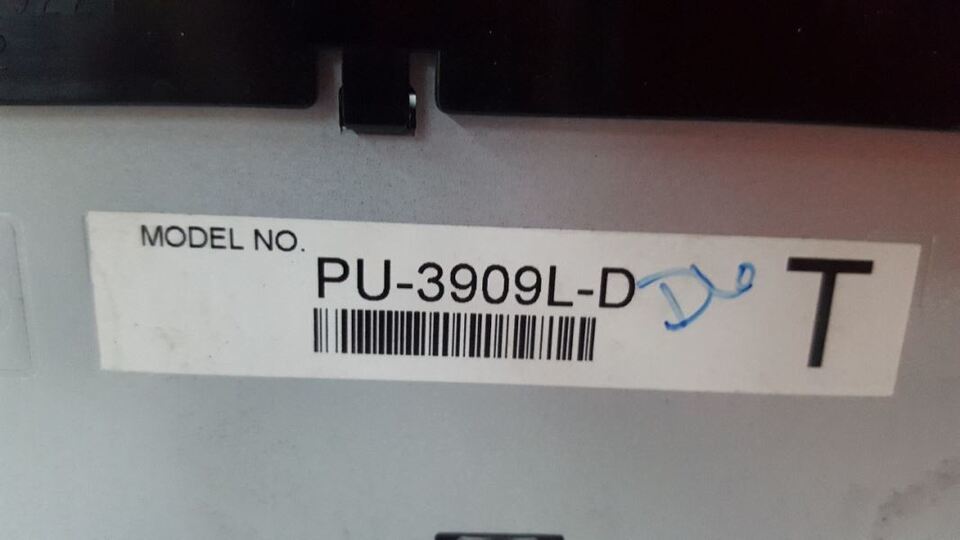 MODEL NO.
PU-3909L-D
T